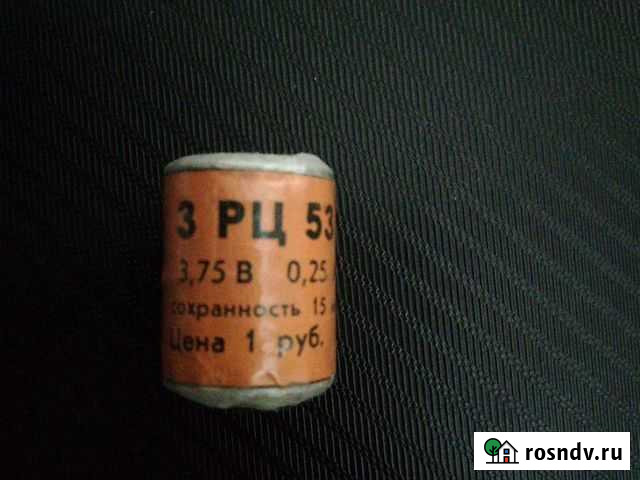 3 РЦ 53
3,75 В 0,25
сохранность 15
Цена 1 руб.
rosndv.ru